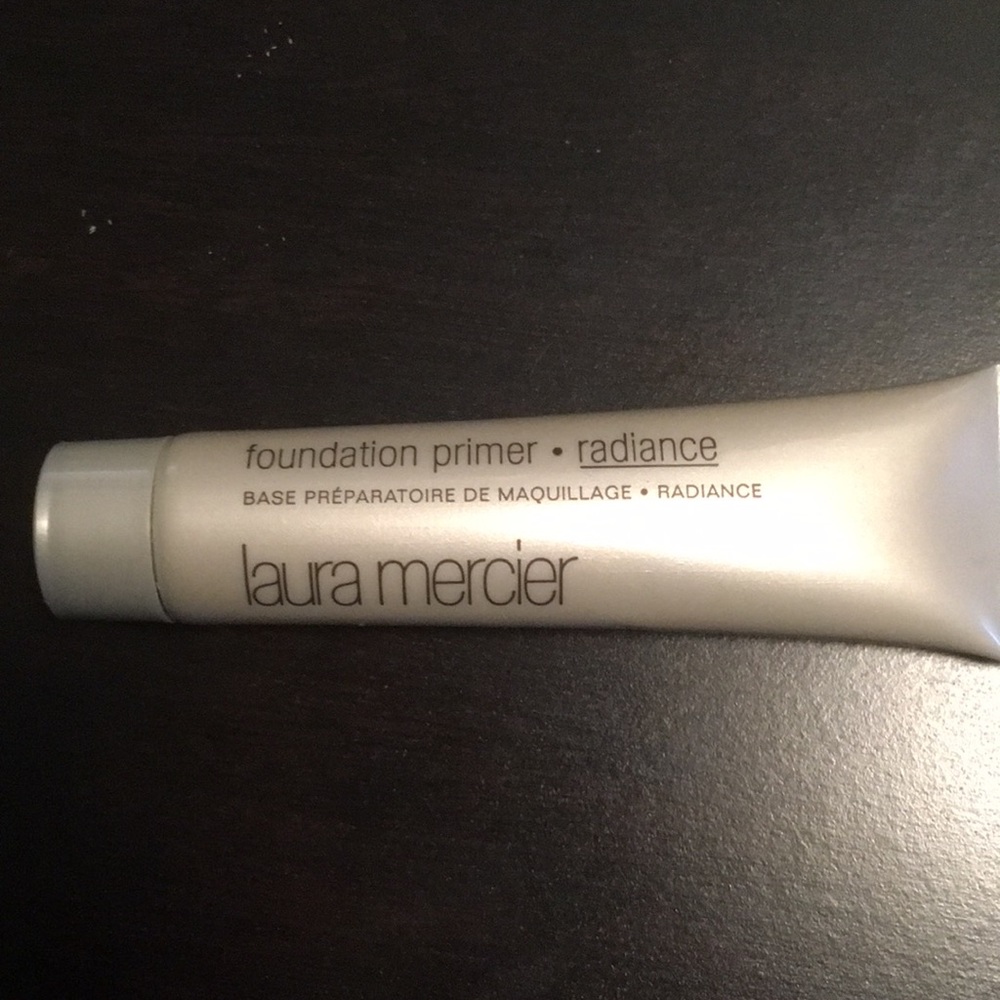 foundation primer • radiance
BASE PRÉPARATOIRE DE MAQUILLAGE • RADIANCE
laura mercier